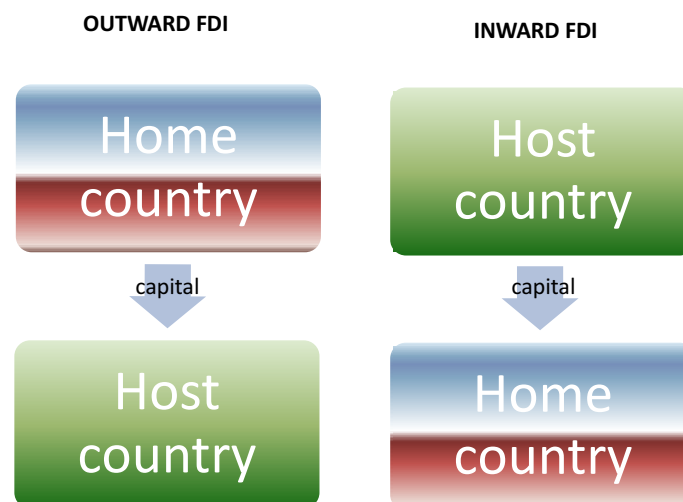 OUTWARD FDI
Home
country
capital
Host
country
INWARD FDI
Host
country
capital
Home
country